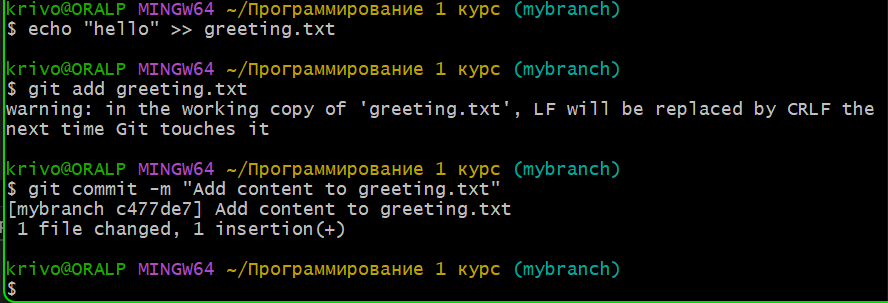 krivo@ORALP MINGW64 ~/Программирование 1 курс (mybranch)
$ echo "hello" >> greeting.txt
krivo@ORALP MINGW64 ~/Программирование 1 курс (mybranch)
$ git add greeting.txt
warning: in the working copy of 'greeting.txt', LF will be replaced by CRLF the
next time Git touches it
krivo@ORALP MINGW64 ~/Программирование 1 курс (mybranch)
$ git commit -m "Add content to greeting.txt"
[mybranch c477de7] Add content to greeting.txt
 1 file changed, 1 insertion(+)
krivo@ORALP MINGW64 ~/Программирование 1 курс (mybranch)
$